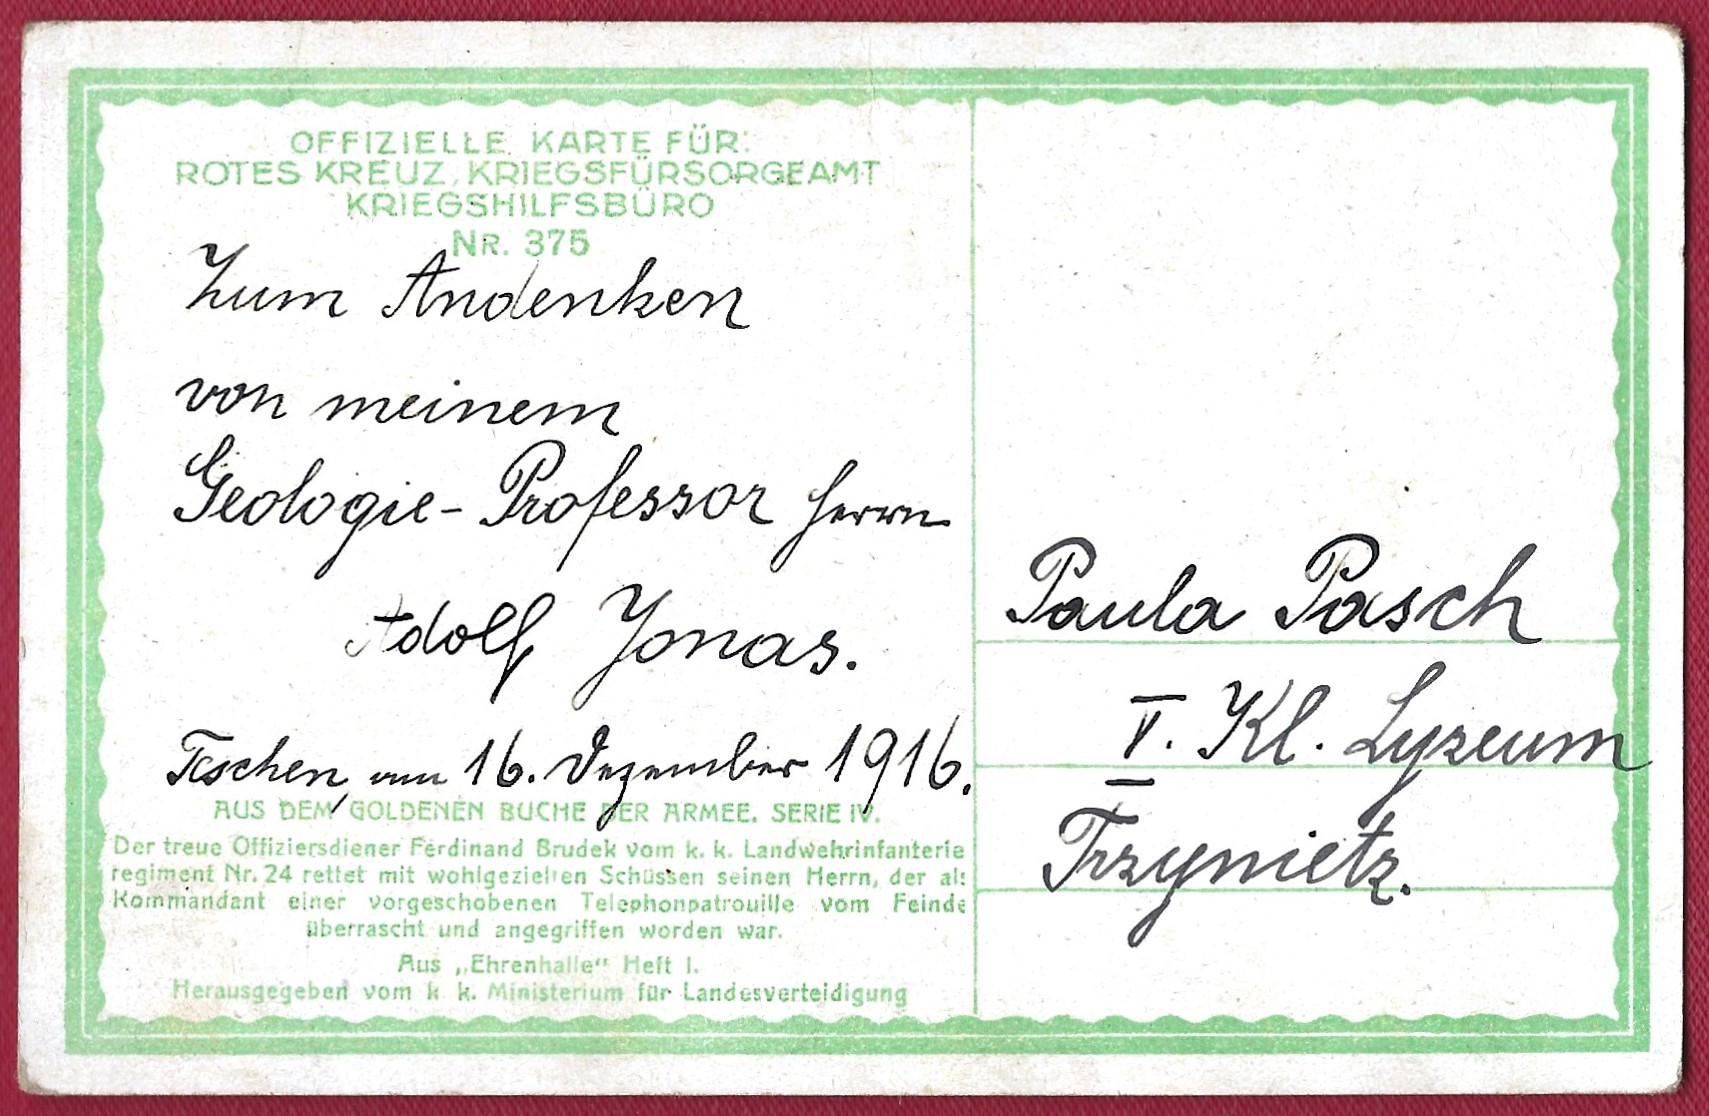 OFFIZIELLE KARTE FÜR:
ROTES KREUZ, KRIEGSFÜRSORGEAMT
KRIEGSHILFSBÜRO
NR. 375
Zum Andenken
von meinem
Geologie-Professor Herrn
Adolf Jonas.
Teschen, am 16. Dezember 1916.
AUS DEM GOLDENEN BUCHE DER ARMEE. SERIE IV.
Der treue Offiziersdiener Ferdinand Brudek vom k. k. Landwehrinfanterie
regiment Nr. 24 rettet mit wohlgezielten Schüssen seinen Herrn, der als
Kommandant einer vorgeschobenen Telephonpatrouille vom Feinde
überrascht und angegriffen worden war.
Aus „Ehrenhalle" Heft I.
Herausgegeben vom k. k. Ministerium für Landesverteidigung
Paula Pasch
V. Kl. Lyzeum
Trzynietz.